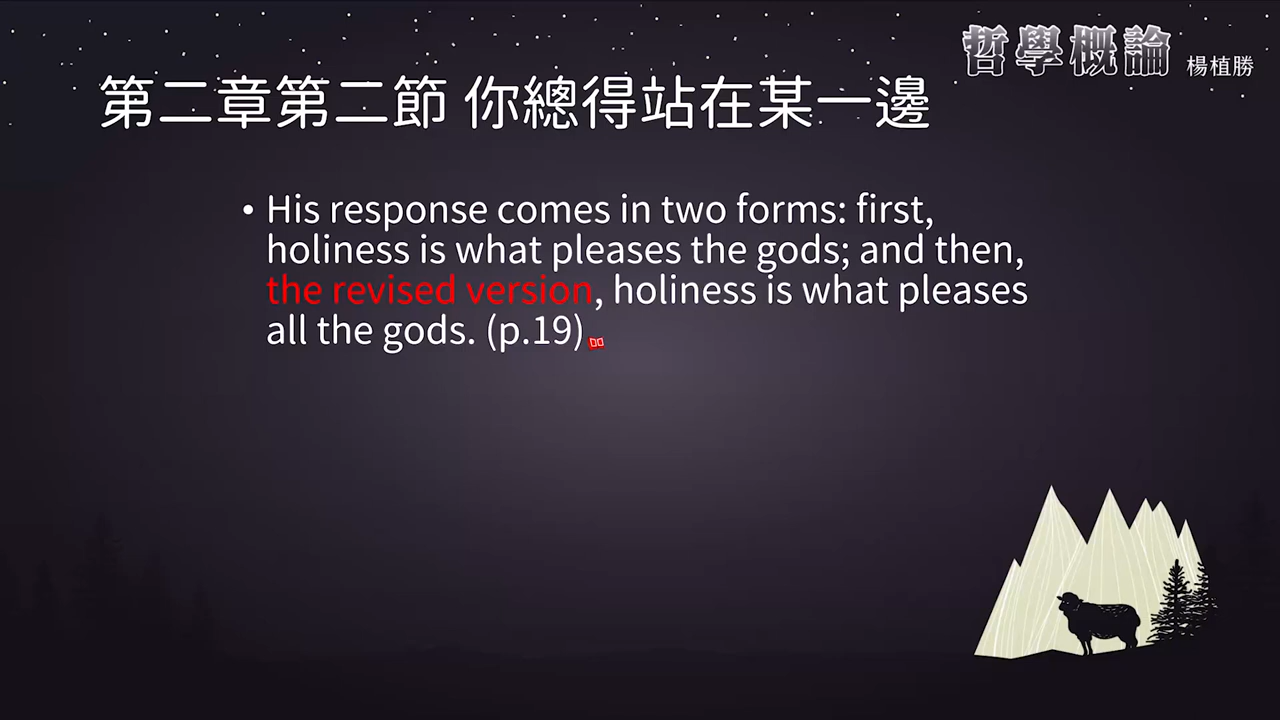 哲學概論 楊植勝
第二章第二節 你總得站在某一邊
• His response comes in two forms: first,
holiness is what pleases the gods; and then,
the revised version, holiness is what pleases
all the gods. (p.19)